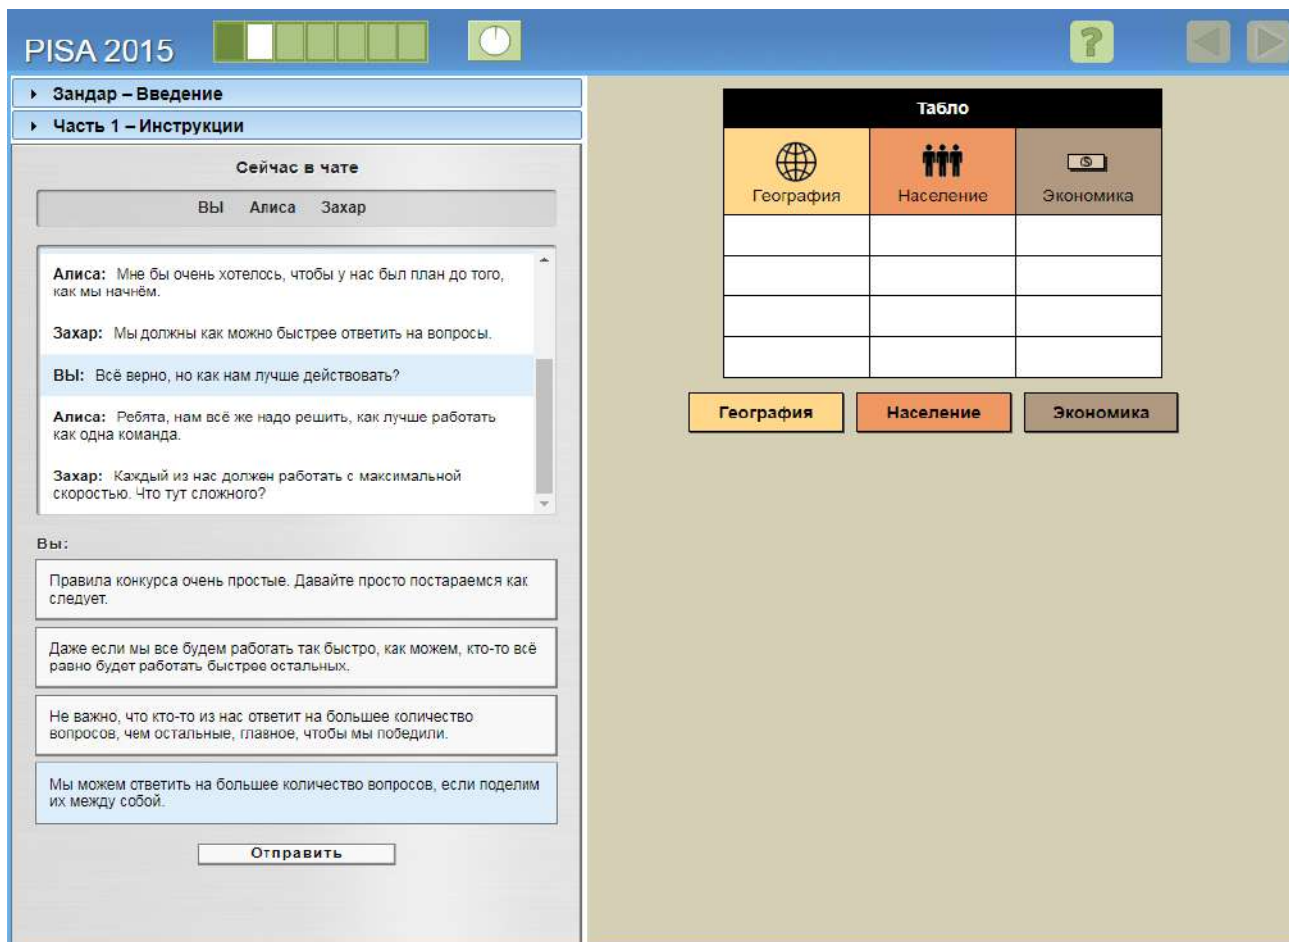 PISA 2015
?
Зандар – Введение
Часть 1 – Инструкции
Сейчас в чате
ВЫ Алиса Захар
Алиса: Мне бы очень хотелось, чтобы у нас был план до того,
как мы начнём.
Захар: Мы должны как можно быстрее ответить на вопросы.
ВЫ: Всё верно, но как нам лучше действовать?
Алиса: Ребята, нам всё же надо решить, как лучше работать
как одна команда.
Захар: Каждый из нас должен работать с максимальной
скоростью. Что тут сложного?
Вы:
Правила конкурса очень простые. Давайте просто постараемся как
следует.
Даже если мы все будем работать так быстро, как можем, кто-то всё
равно будет работать быстрее остальных.
Не важно, что кто-то из нас ответит на большее количество
вопросов, чем остальные, главное, чтобы мы победили.
Мы можем ответить на большее количество вопросов, если поделим
их между собой.
Отправить
Табло
География Население Экономика
География Население Экономика